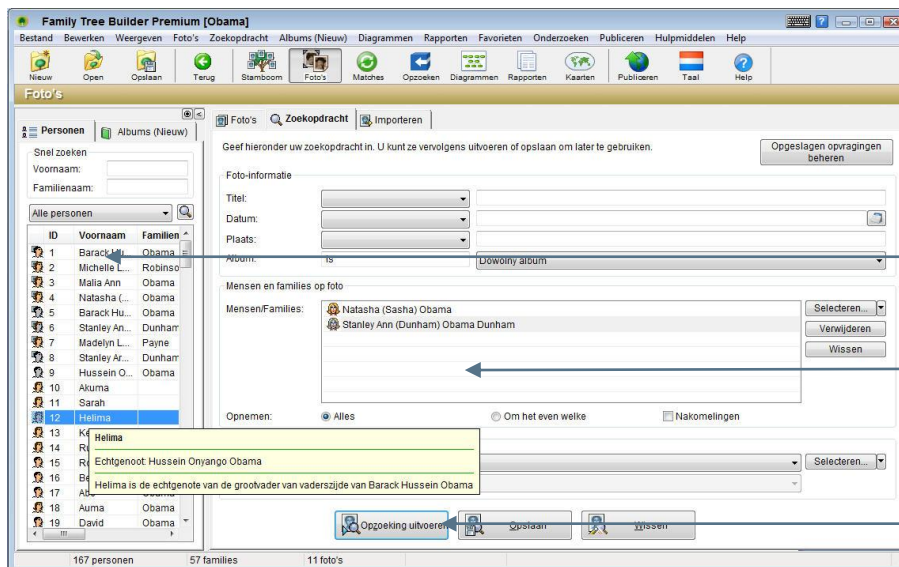 Family Tree Builder Premium [Obama]
Bestand Bewerken Weergeven Foto's Zoekopdracht Albums (Nieuw) Diagrammen Rapporten Favorieten Onderzoeken Publiceren Hulpmiddelen Help
Nieuw Open Opslaan Terug Stamboom Foto's Matches Opzoeken Diagrammen Rapporten Kaarten Publiceren Taal Help
Foto's
Personen Albums (Nieuw)
Snel zoeken
Voornaam:
Familienaam:
Alle personen
ID Voornaam Familien
1 Barack Hu... Obama
2 Michelle L... Robinso
3 Malia Ann Obama
4 Natasha (... Obama
5 Barack Hu... Obama
6 Stanley An... Dunham
7 Madelyn L... Payne
8 Stanley Ar... Dunham
9 Hussein O... Obama
10 Akuma
11 Sarah
12 Helima
13 Ke
14
15
16 Be
17
18 Auma Obama
19 David Obama
Foto's Zoekopdracht Importeren
Geef hieronder uw zoekopdracht in. U kunt ze vervolgens uitvoeren of opslaan om later te gebruiken.
Opgeslagen opvragingen
beheren
Foto-informatie
Titel:
Datum:
Plaats:
Album: is Dowolny album
Mensen en families op foto
Mensen/Families: Natasha (Sasha) Obama
Stanley Ann (Dunham) Obama Dunham
Selecteren...
Verwijderen
Wissen
Opnemen: Alles Om het even welke Nakomelingen
Helima
Echtgenoot: Hussein Onyango Obama
Helima is de echtgenote van de grootvader van vaderszijde van Barack Hussein Obama
Selecteren...
Opzoeking uitvoeren Opslaan Wissen
167 personen 57 families 11 foto's